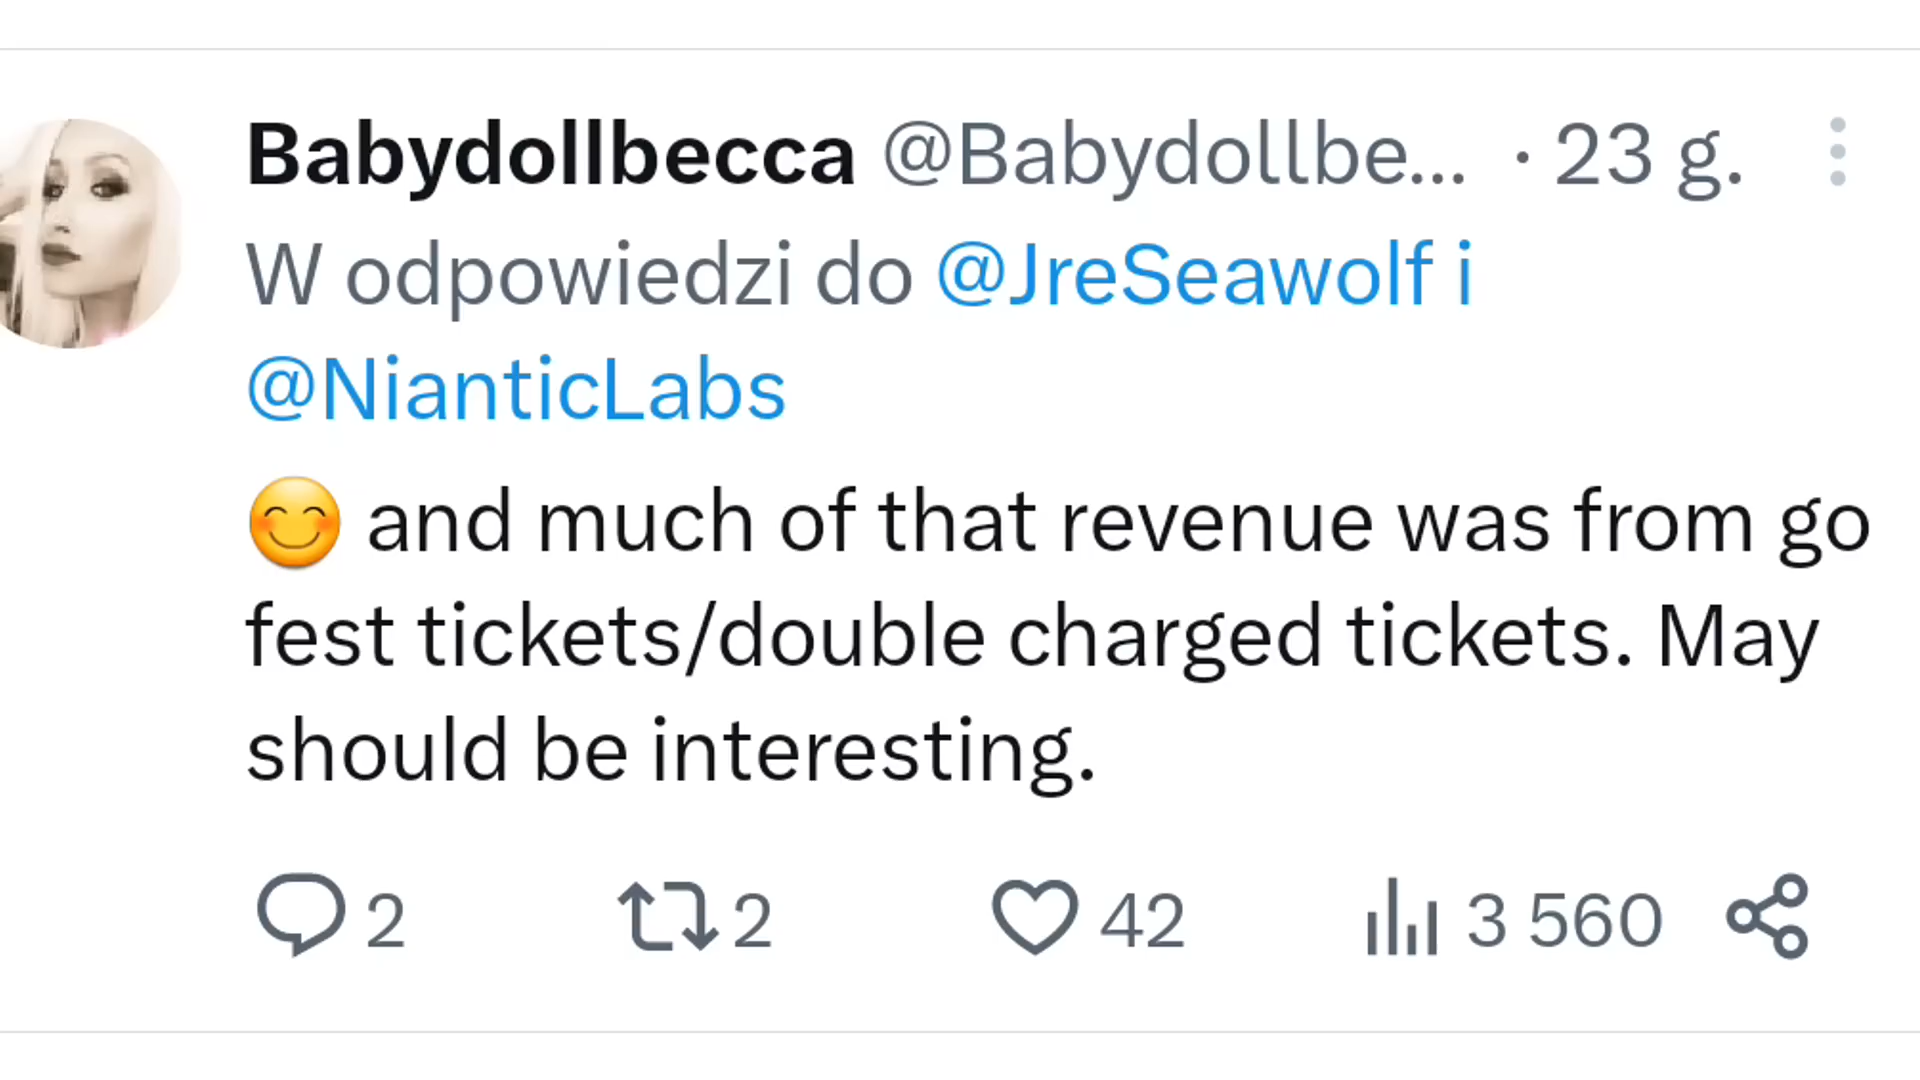 Babydollbecca @Babydollbe... · 23 g.
W odpowiedzi do @JreSeawolf i
@NianticLabs
😊 and much of that revenue was from go
fest tickets/double charged tickets. May
should be interesting.
2 2 42 3 560